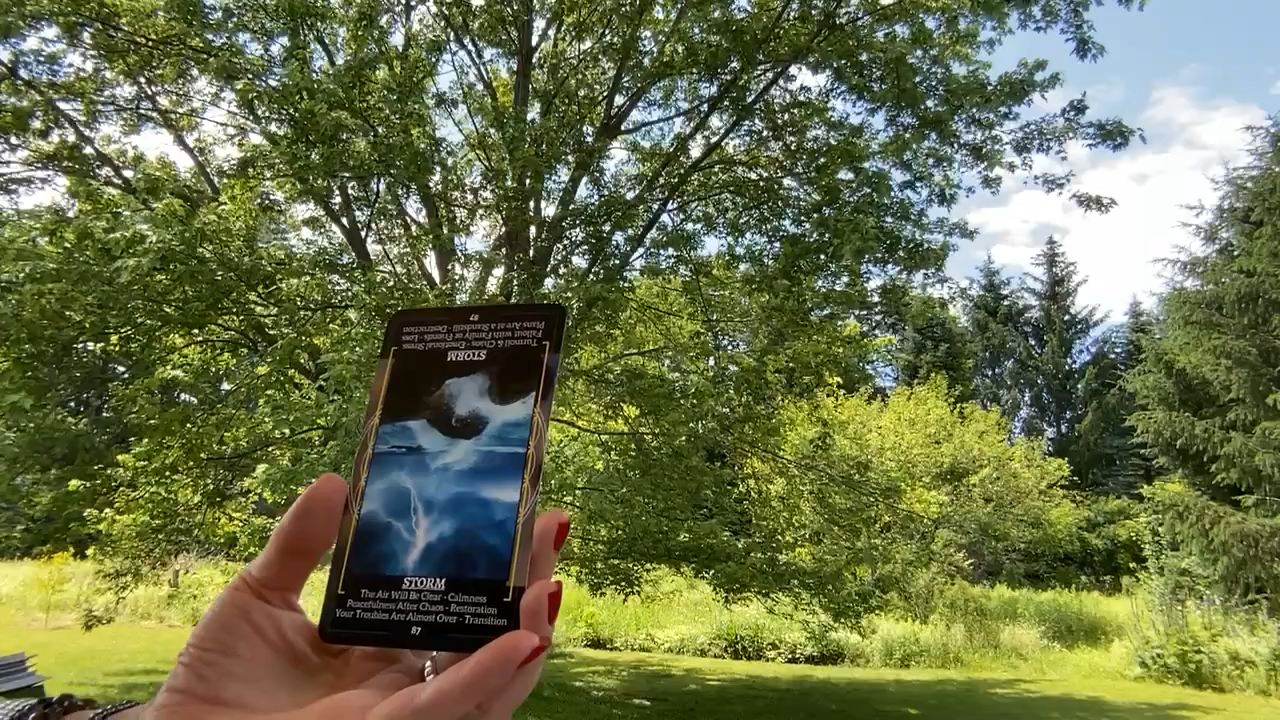 87
Plans Are at a Standstill - Destruction
Fallout with Family or Friends - Loss
Turmoil & Chaos - Emotional Stress
STORM
STORM
The Air Will Be Clear - Calmness
Peacefulness After Chaos - Restoration
Your Troubles Are Almost Over - Transition
87